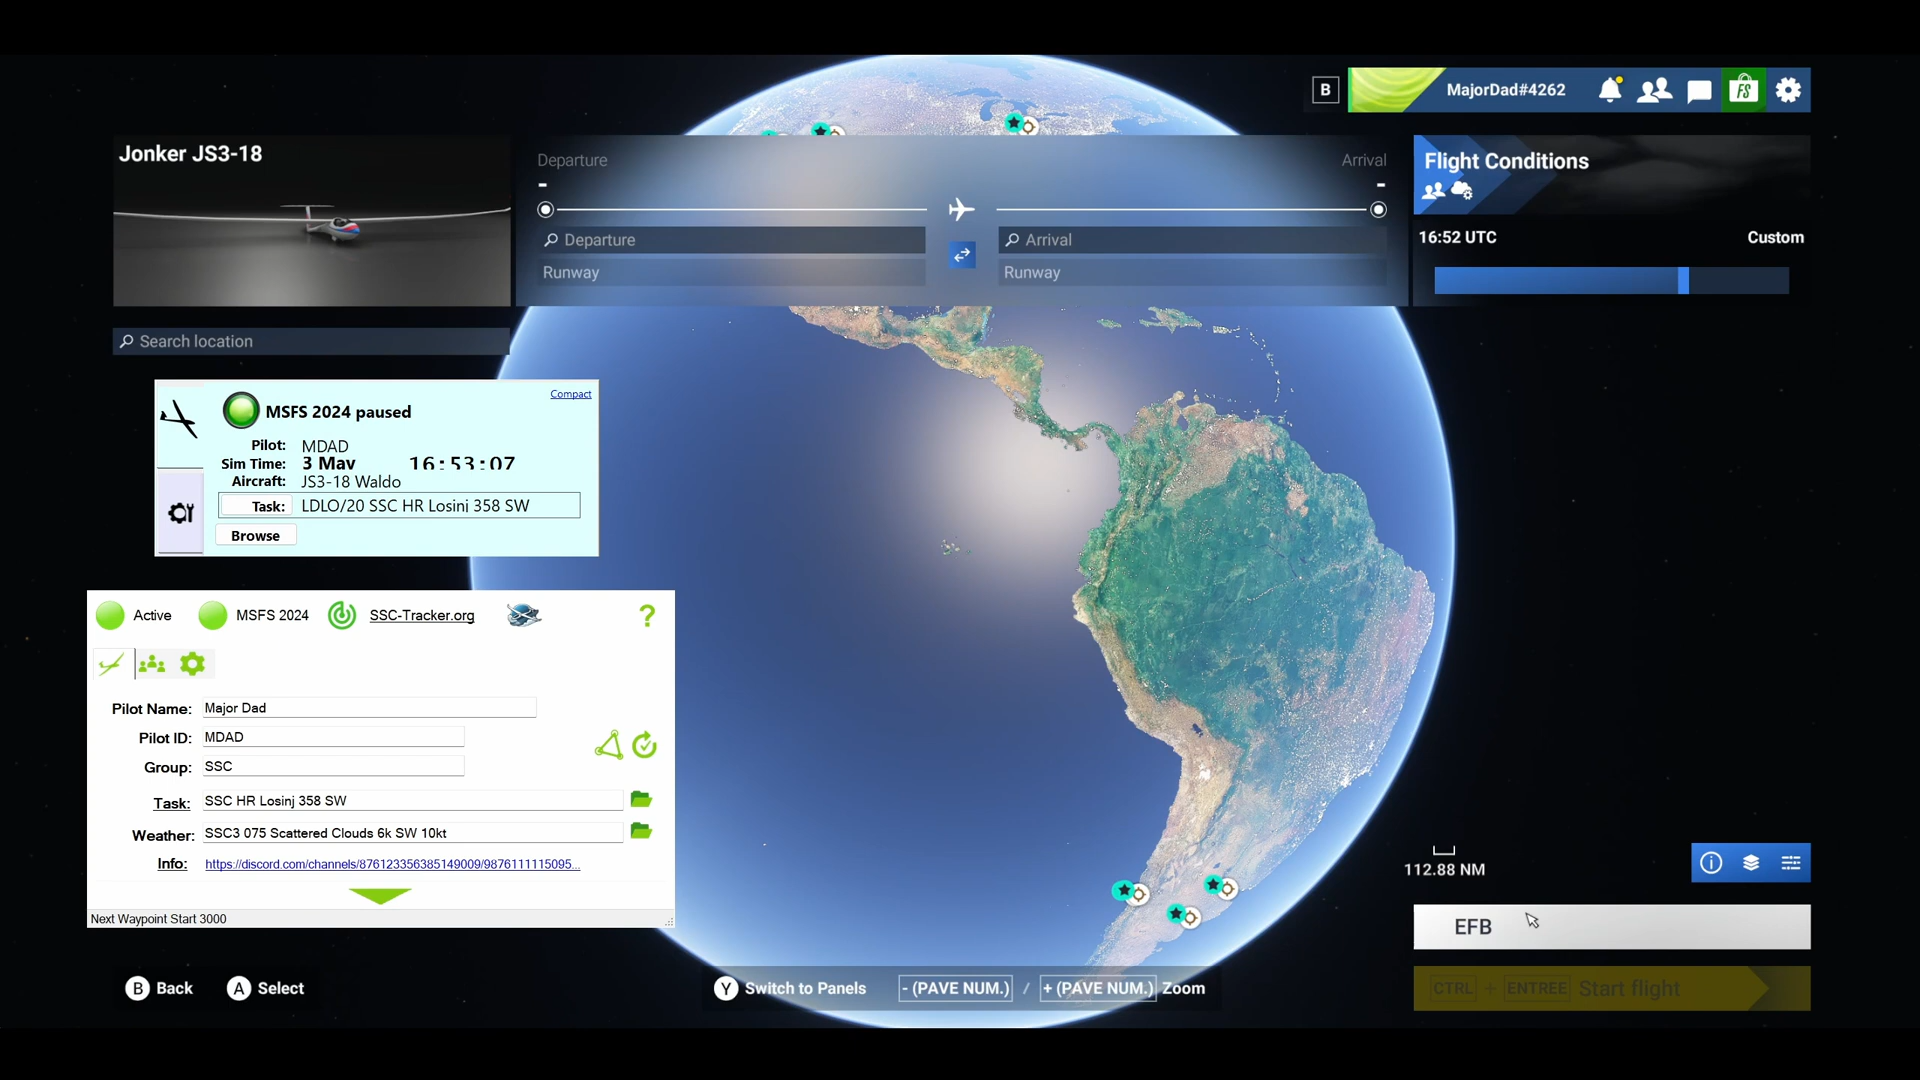 B
MajorDad#4262
FS
Jonker JS3-18
Departure
Arrival
-
-
Departure
Arrival
Runway
Runway
Flight Conditions
16:52 UTC
Custom
Search location
Compact
MSFS 2024 paused
Pilot: MDAD
Sim Time: 3 May 16:53:07
Aircraft: JS3-18 Waldo
Task: LDLO/20 SSC HR Losinj 358 SW
Browse
Active
MSFS 2024
SSC-Tracker.org
?
Pilot Name: Major Dad
Pilot ID: MDAD
Group: SSC
Task: SSC HR Losinj 358 SW
Weather: SSC3 075 Scattered Clouds 6k SW 10kt
Info: https://discord.com/channels/876123356385149009/9876111115095...
Next Waypoint Start 3000
112.88 NM
EFB
B Back
A Select
Y Switch to Panels
- (PAVE NUM.) / + (PAVE NUM.) Zoom
CTRL + ENTREE Start flight